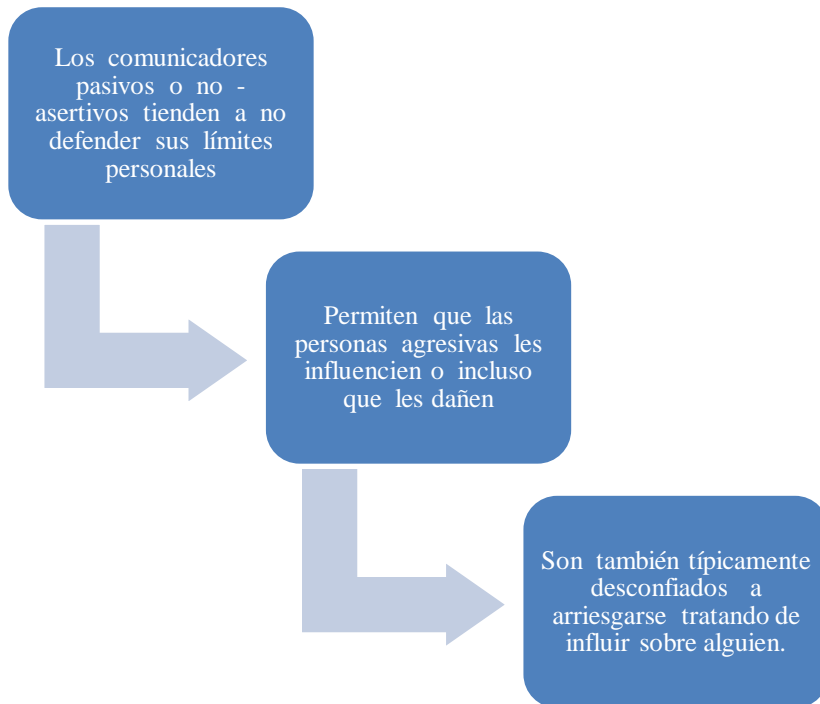 Los comunicadores
pasivos o no -
asertivos tienden a no
defender sus límites
personales
Permiten que las
personas agresivas les
influencien o incluso
que les dañen
Son también típicamente
desconfiados a
arriesgarse tratando de
influir sobre alguien.